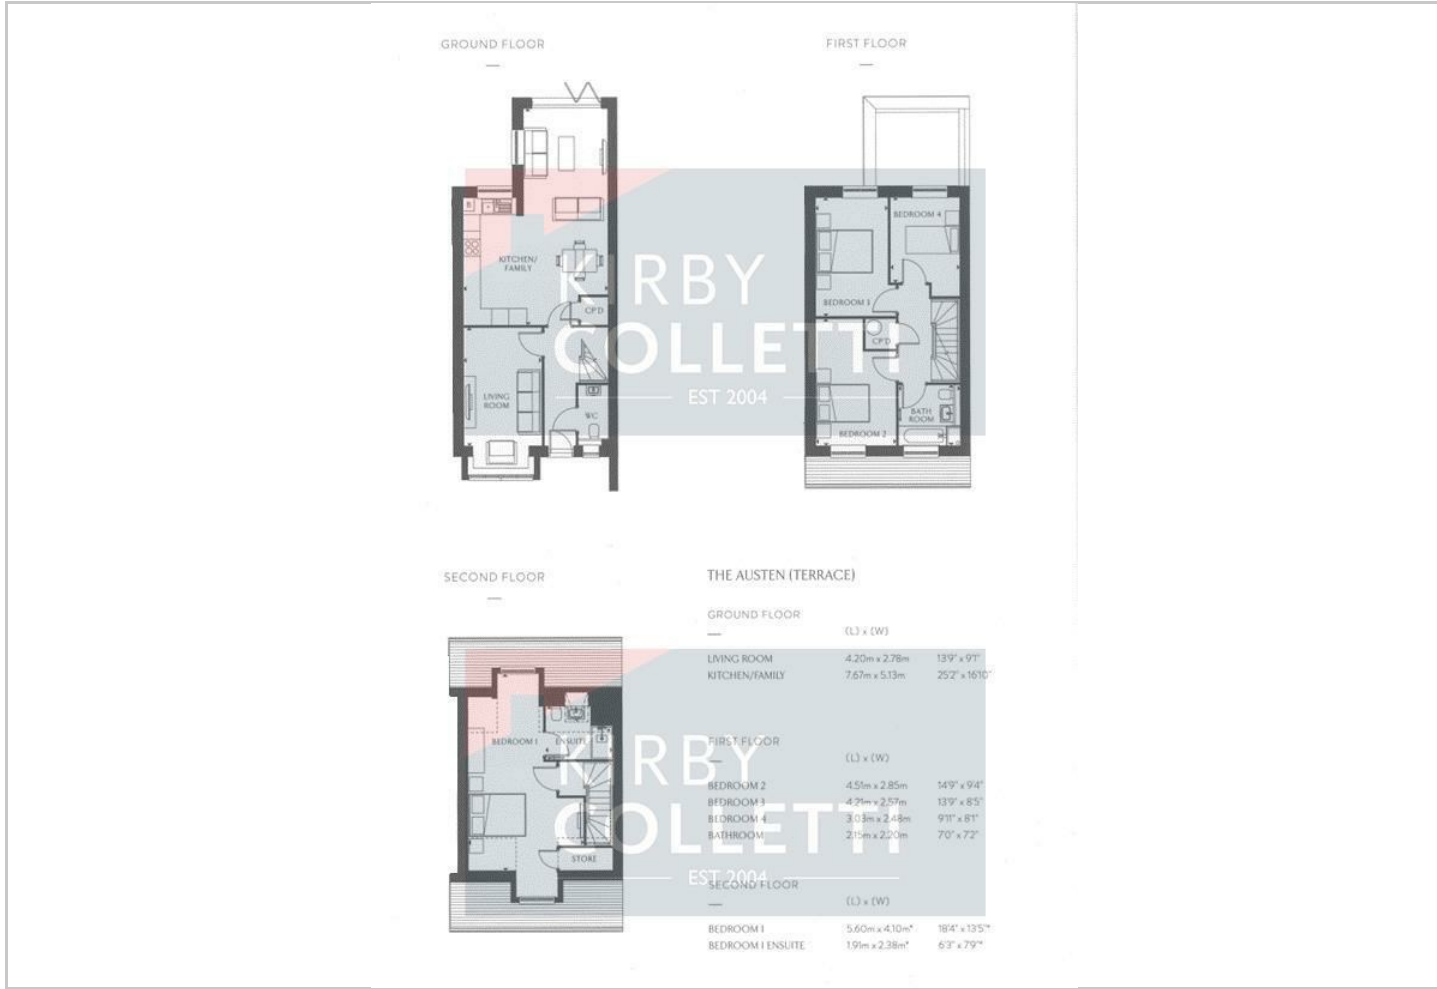 GROUND FLOOR
FIRST FLOOR
B
KITCHEN/
FAMILY
CP'D
LIVING
ROOM
WC
BEDROOM 4
BEDROOM 3
CP'D
BATH
ROOM
BEDROOM 2
KIRBY
COLLETTI
EST 2004
SECOND FLOOR
BEDROOM 1
ENSUITE
STORE
THE AUSTEN (TERRACE)
GROUND FLOOR
(L) x (W)
LIVING ROOM 4.20m x 2.78m 13'9" x 9'1"
KITCHEN/FAMILY 7.67m x 5.13m 25'2" x 16'10"
FIRST FLOOR
(L) x (W)
BEDROOM 2 4.51m x 2.85m 14'9" x 9'4"
BEDROOM 3 4.21m x 2.57m 13'9" x 8'5"
BEDROOM 4 3.03m x 2.48m 9'11" x 8'1"
BATHROOM 2.15m x 2.20m 7'0" x 7'2"
SECOND FLOOR
(L) x (W)
BEDROOM 1 5.60m x 4.10m* 18'4" x 13'5"*
BEDROOM 1 ENSUITE 1.91m x 2.38m* 6'3" x 7'9"*
KIRBY
COLLETTI
EST 2004